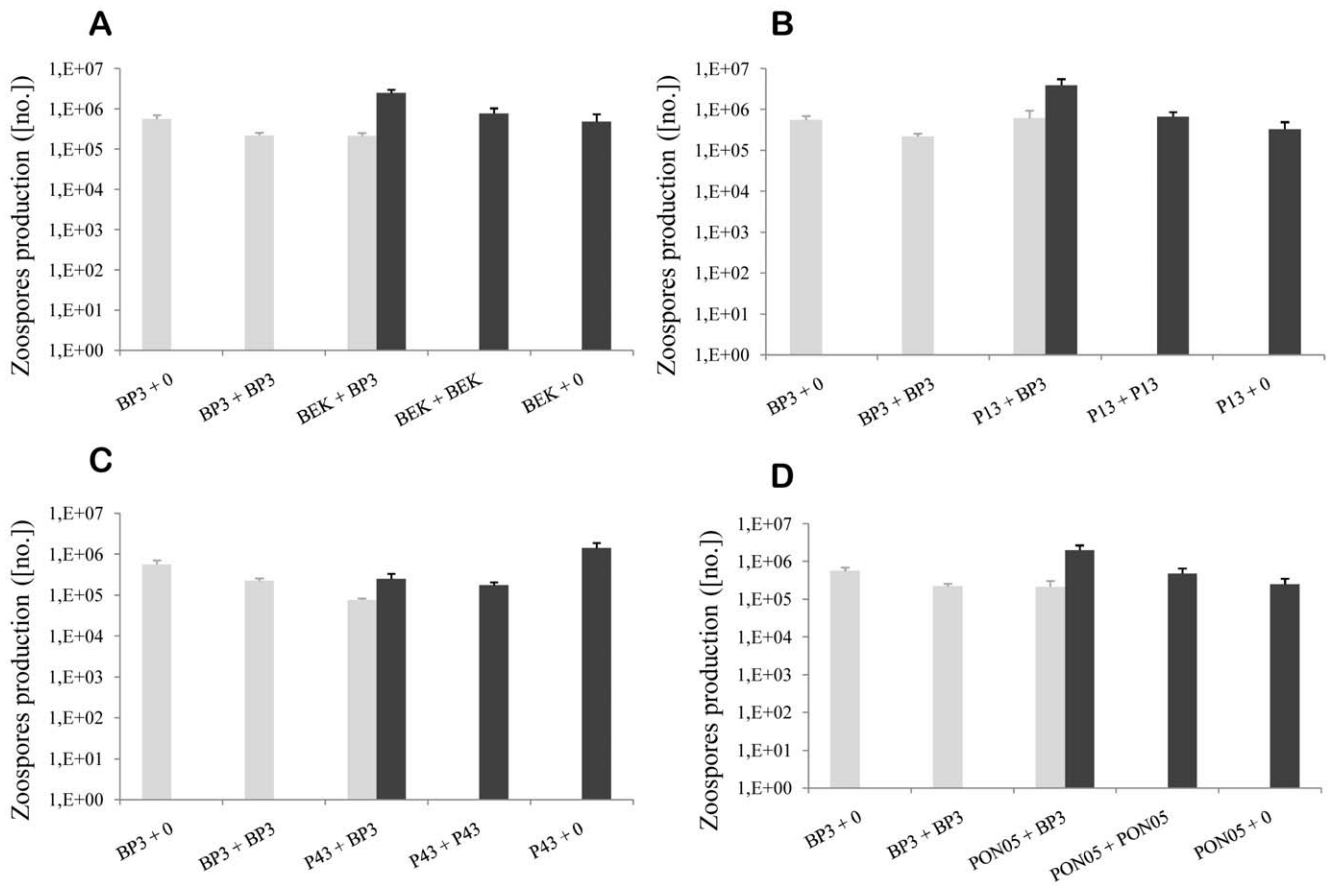 A
Zoospores production ([no.])
1,E+07
1,E+06
1,E+05
1,E+04
1,E+03
1,E+02
1,E+01
1,E+00
BP3 + 0
BP3 + BP3
BEK + BP3
BEK + BEK
BEK + 0
B
Zoospores production ([no.])
1,E+07
1,E+06
1,E+05
1,E+04
1,E+03
1,E+02
1,E+01
1,E+00
BP3 + 0
BP3 + BP3
P13 + BP3
P13 + P13
P13 + 0
C
Zoospores production ([no.])
1,E+07
1,E+06
1,E+05
1,E+04
1,E+03
1,E+02
1,E+01
1,E+00
BP3 + 0
BP3 + BP3
P43 + BP3
P43 + P43
P43 + 0
D
Zoospores production ([no.])
1,E+07
1,E+06
1,E+05
1,E+04
1,E+03
1,E+02
1,E+01
1,E+00
BP3 + 0
BP3 + BP3
PON05 + BP3
PON05 + PON05
PON05 + 0